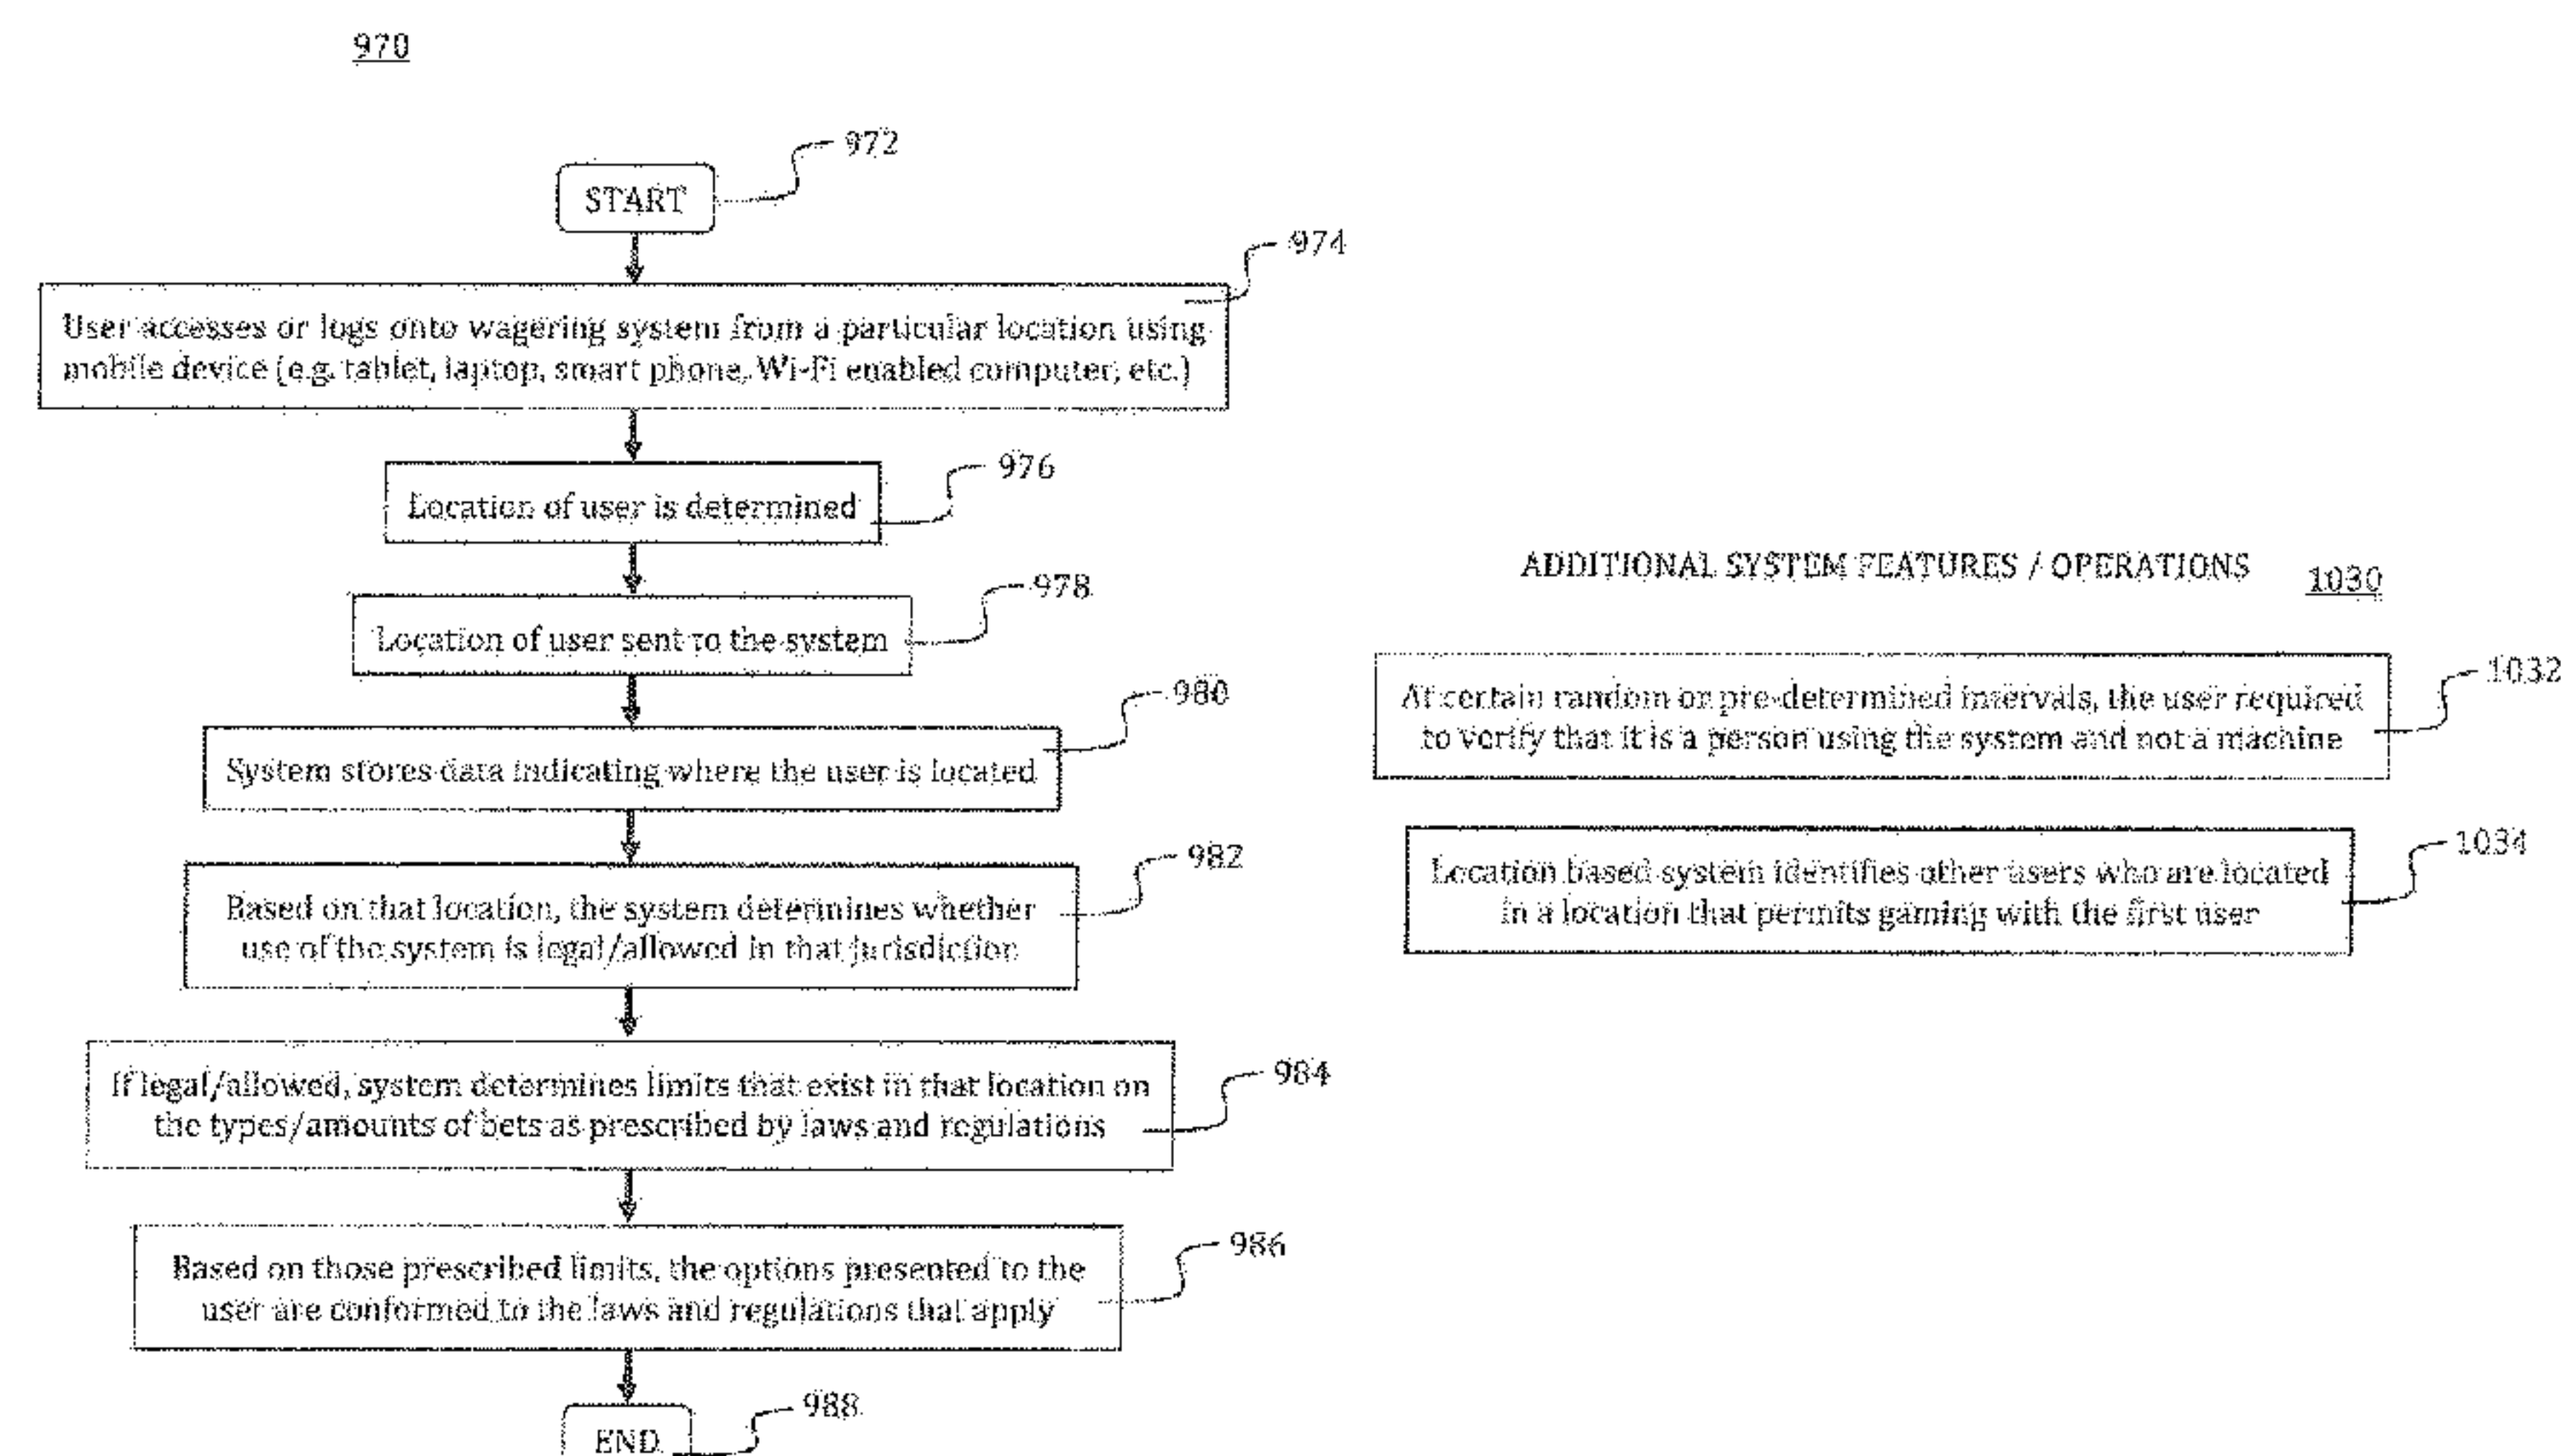 970
972
START
974
User accesses or logs onto wagering system from a particular location using
mobile device (e.g. tablet, laptop, smart phone, Wi-Fi enabled computer, etc.)
976
Location of user is determined
978
Location of user sent to the system
980
System stores data indicating where the user is located
982
Based on that location, the system determines whether
use of the system is legal/allowed in that jurisdiction
984
If legal/allowed, system determines limits that exist in that location on
the types/amounts of bets as prescribed by laws and regulations
986
Based on those prescribed limits, the options presented to the
user are conformed to the laws and regulations that apply
988
END
ADDITIONAL SYSTEM FEATURES / OPERATIONS
1030
1032
At certain random or pre-determined intervals, the user required
to verify that it is a person using the system and not a machine
1034
Location based system identifies other users who are located
in a location that permits gaming with the first user